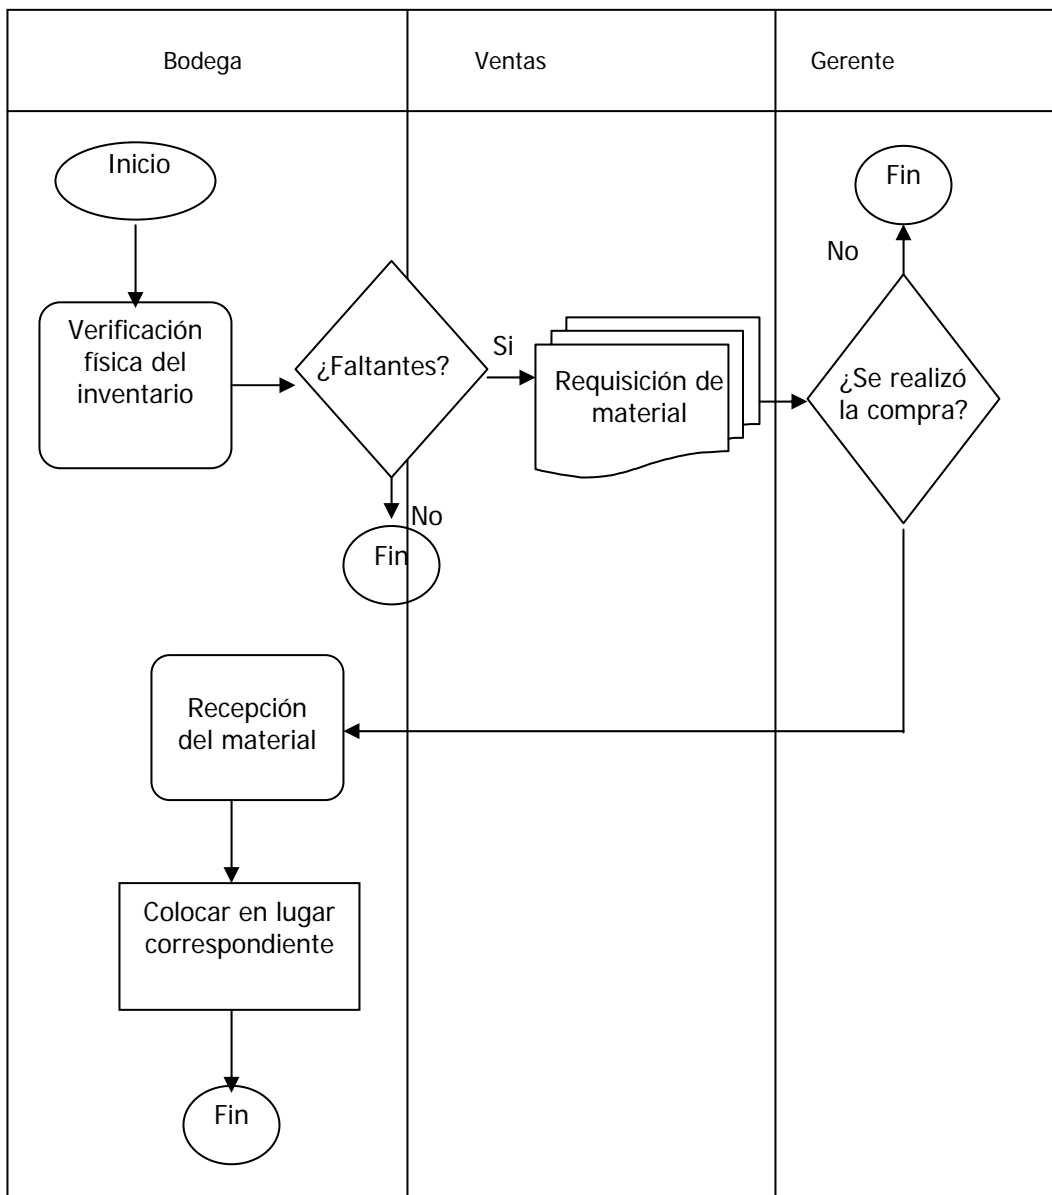 Bodega
Ventas
Gerente
Inicio
Fin
No
Verificación
física del
inventario
¿Faltantes?
Si
Requisición de
material
¿Se realizó
la compra?
No
Fin
Recepción
del material
Colocar en lugar
correspondiente
Fin